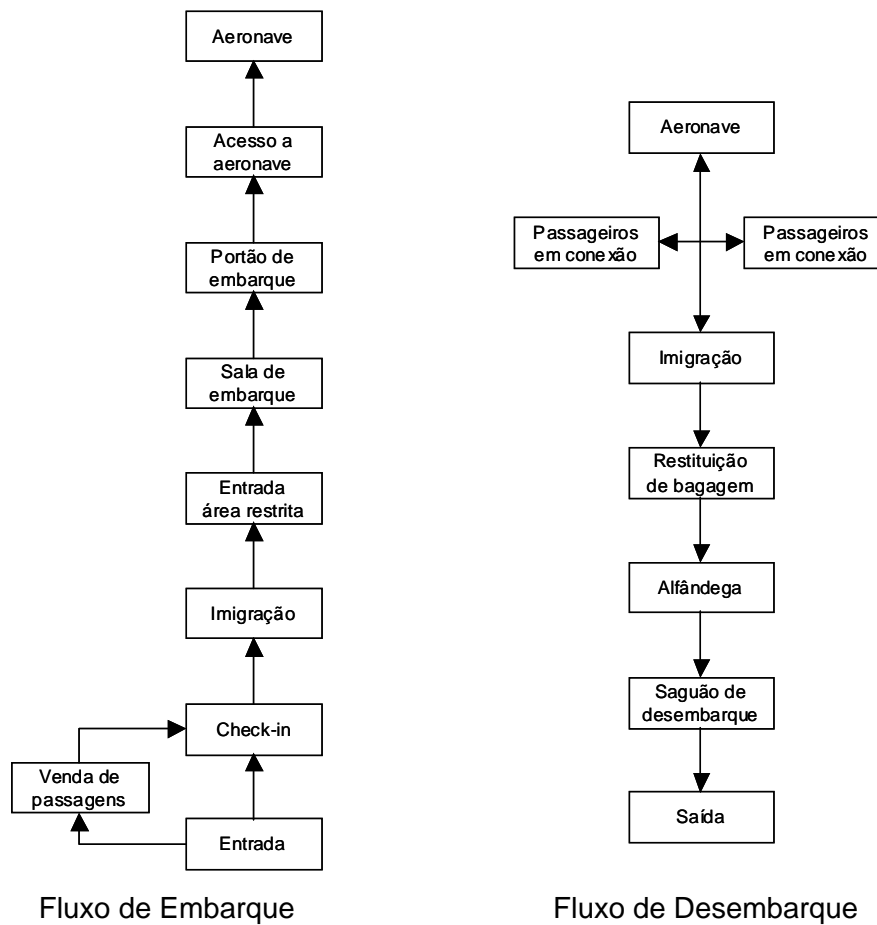 Aeronave
Acesso a
aeronave
Portão de
embarque
Sala de
embarque
Entrada
área restrita
Imigração
Check-in
Venda de
passagens
Entrada
Fluxo de Embarque
Aeronave
Passageiros
em conexão
Passageiros
em conexão
Imigração
Restituição
de bagagem
Alfândega
Saguão de
desembarque
Saída
Fluxo de Desembarque